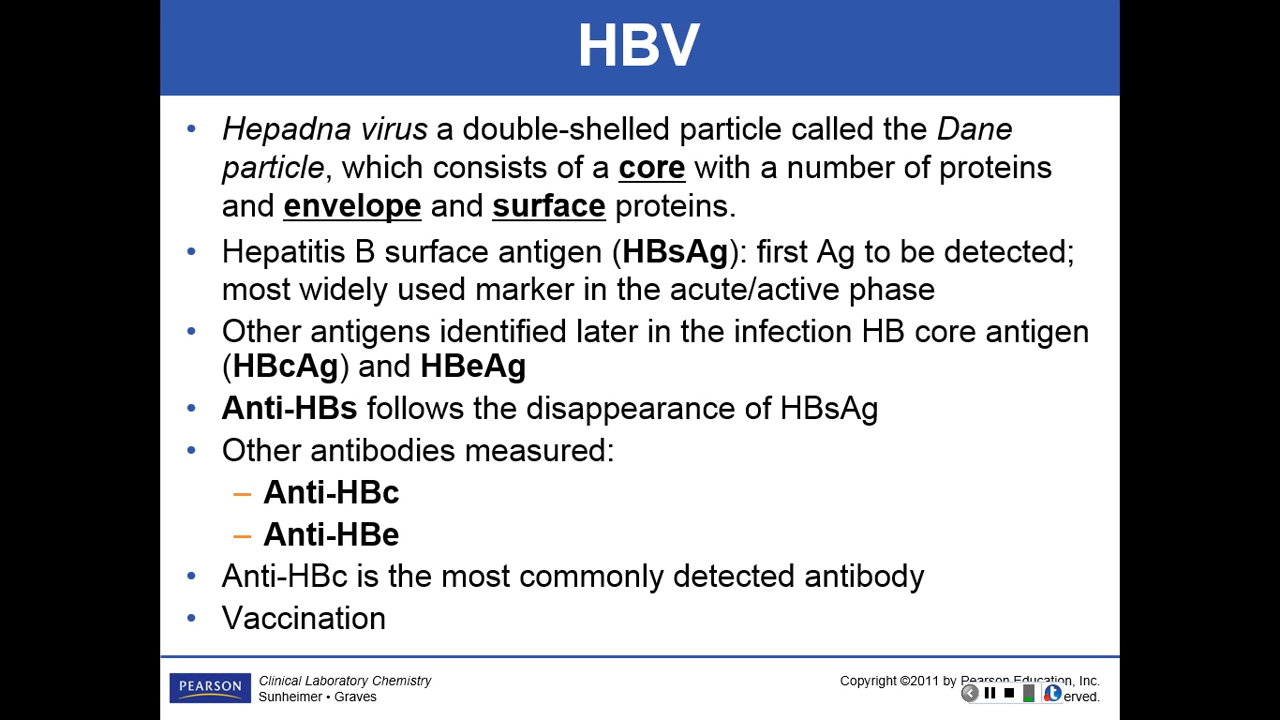 HBV
• Hepadna virus a double-shelled particle called the Dane
particle, which consists of a core with a number of proteins
and envelope and surface proteins.
• Hepatitis B surface antigen (HBsAg): first Ag to be detected;
most widely used marker in the acute/active phase
• Other antigens identified later in the infection HB core antigen
(HBcAg) and HBeAg
• Anti-HBs follows the disappearance of HBsAg
• Other antibodies measured:
– Anti-HBc
– Anti-HBe
• Anti-HBc is the most commonly detected antibody
• Vaccination
PEARSON
Clinical Laboratory Chemistry
Sunheimer • Graves
Copyright ©2011 by Pearson Education, Inc.
erved.